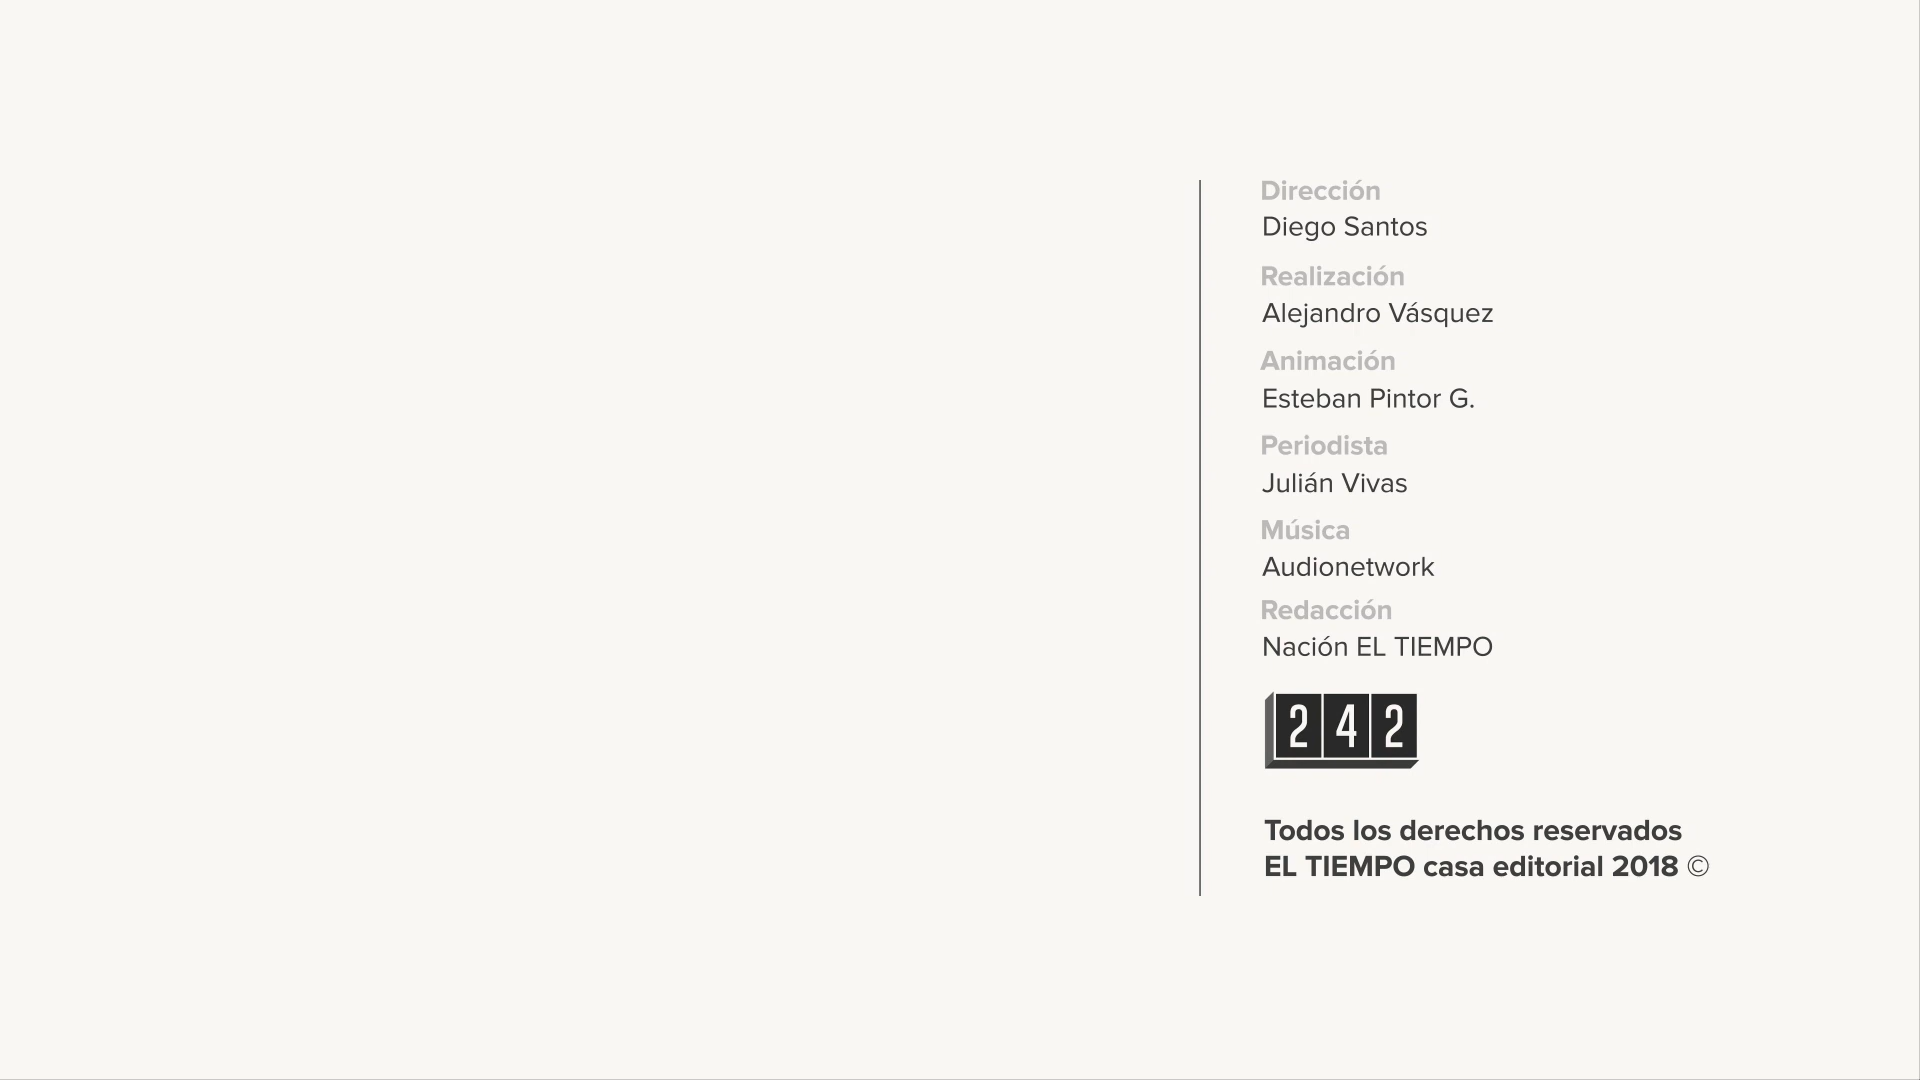 Dirección
Diego Santos
Realización
Alejandro Vásquez
Animación
Esteban Pintor G.
Periodista
Julián Vivas
Música
Audionetwork
Redacción
Nación EL TIEMPO
242
Todos los derechos reservados
EL TIEMPO casa editorial 2018 ©